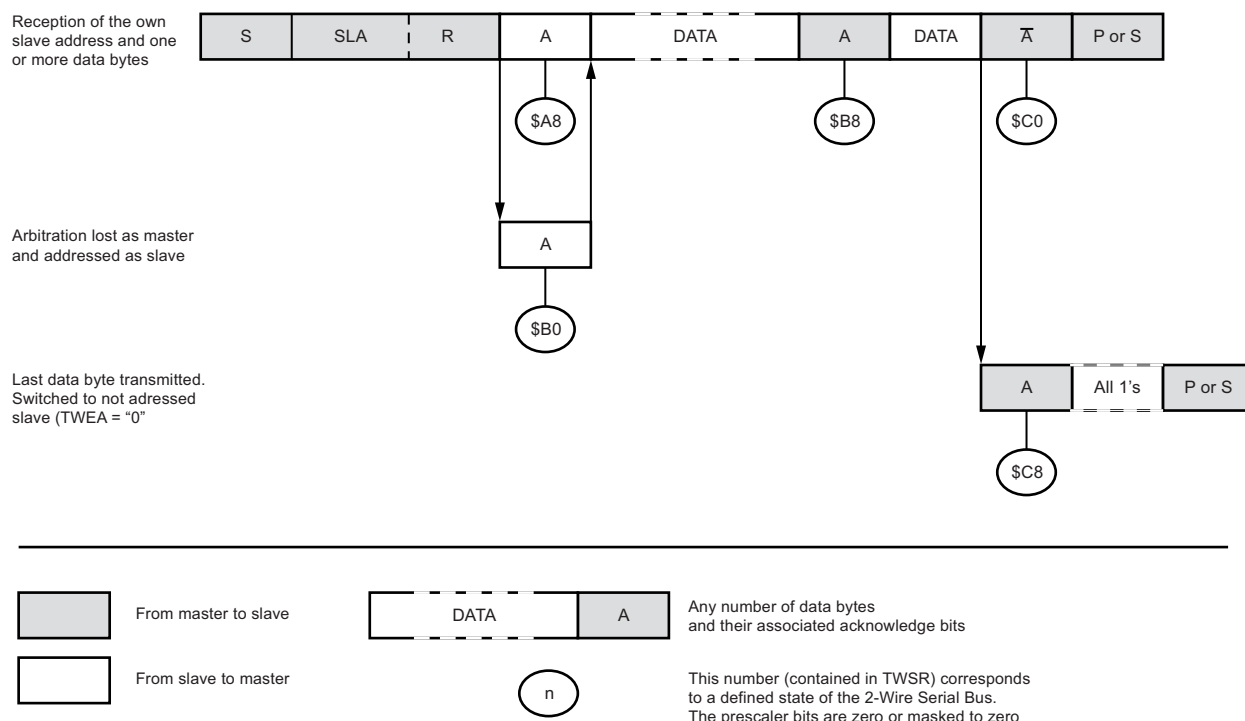 Reception of the own
slave address and one
or more data bytes
S SLA R A DATA A DATA A̅ P or S
$A8 $B8 $C0
Arbitration lost as master
and addressed as slave
A
$B0
Last data byte transmitted.
Switched to not adressed
slave (TWEA = “0”
A All 1's P or S
$C8
From master to slave
DATA A
Any number of data bytes
and their associated acknowledge bits
From slave to master
n
This number (contained in TWSR) corresponds
to a defined state of the 2-Wire Serial Bus.
The prescaler bits are zero or masked to zero